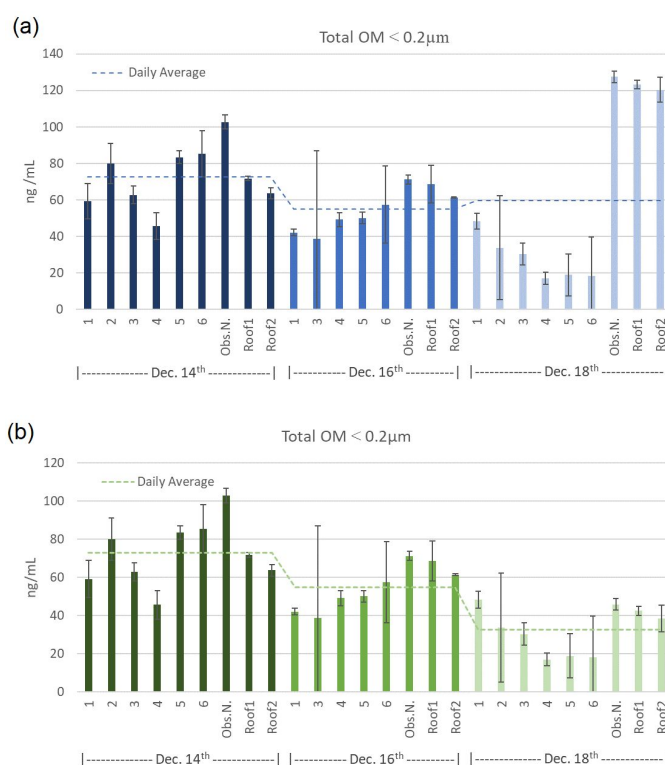 (a)
Total OM < 0.2µm
140
120
100
80
60
40
20
0
ng /mL
Daily Average
1 2 3 4 5 6 Obs.N. Roof1 Roof2 1 3 4 5 6 Obs.N. Roof1 Roof2 1 2 3 4 5 6 Obs.N. Roof1 Roof2
|------------- Dec. 14th -------------| |------------ Dec. 16th ------------| |------------- Dec. 18th -------------|
(b)
Total OM < 0.2µm
120
100
80
60
40
20
0
ng/mL
Daily Average
1 2 3 4 5 6 Obs.N. Roof1 Roof2 1 3 4 5 6 Obs.N. Roof1 Roof2 1 2 3 4 5 6 Obs.N. Roof1 Roof2
|------------- Dec. 14th -------------| |------------ Dec. 16th ------------| |------------- Dec. 18th -------------|